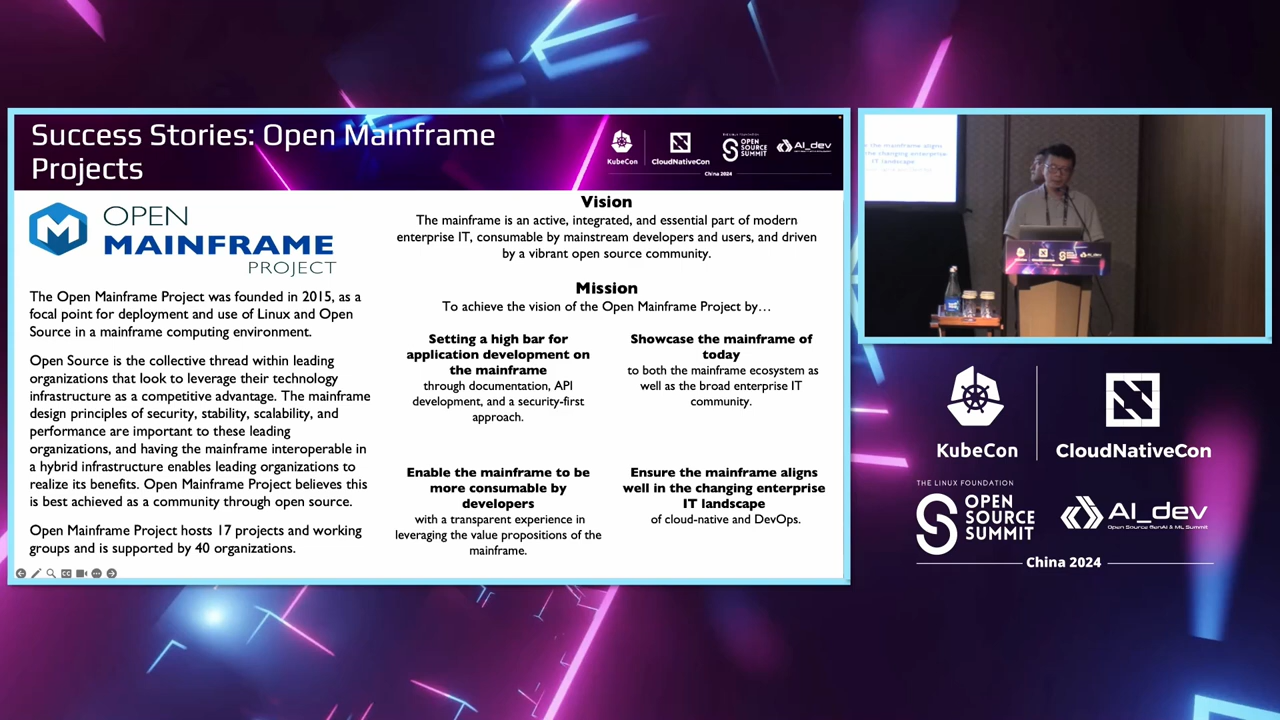 Success Stories: Open Mainframe
Projects
KubeCon
CloudNativeCon
THE LINUX FOUNDATION
OPEN
SOURCE
SUMMIT
AI_dev
China 2024
OPEN
MAINFRAME
PROJECT
The Open Mainframe Project was founded in 2015, as a
focal point for deployment and use of Linux and Open
Source in a mainframe computing environment.
Open Source is the collective thread within leading
organizations that look to leverage their technology
infrastructure as a competitive advantage. The mainframe
design principles of security, stability, scalability, and
performance are important to these leading
organizations, and having the mainframe interoperable in
a hybrid infrastructure enables leading organizations to
realize its benefits. Open Mainframe Project believes this
is best achieved as a community through open source.
Open Mainframe Project hosts 17 projects and working
groups and is supported by 40 organizations.
Vision
The mainframe is an active, integrated, and essential part of modern
enterprise IT, consumable by mainstream developers and users, and driven
by a vibrant open source community.
Mission
To achieve the vision of the Open Mainframe Project by…
Setting a high bar for
application development on
the mainframe
through documentation, API
development, and a security-first
approach.
Showcase the mainframe of
today
to both the mainframe ecosystem as
well as the broad enterprise IT
community.
Enable the mainframe to be
more consumable by
developers
with a transparent experience in
leveraging the value propositions of the
mainframe.
Ensure the mainframe aligns
well in the changing enterprise
IT landscape
of cloud-native and DevOps.
the mainframe aligns
the changing enterprise
IT landscape
KubeCon
CloudNativeCon
THE LINUX FOUNDATION
OPEN
SOURCE
SUMMIT
AI_dev
Open Source GenAI & ML Summit
China 2024